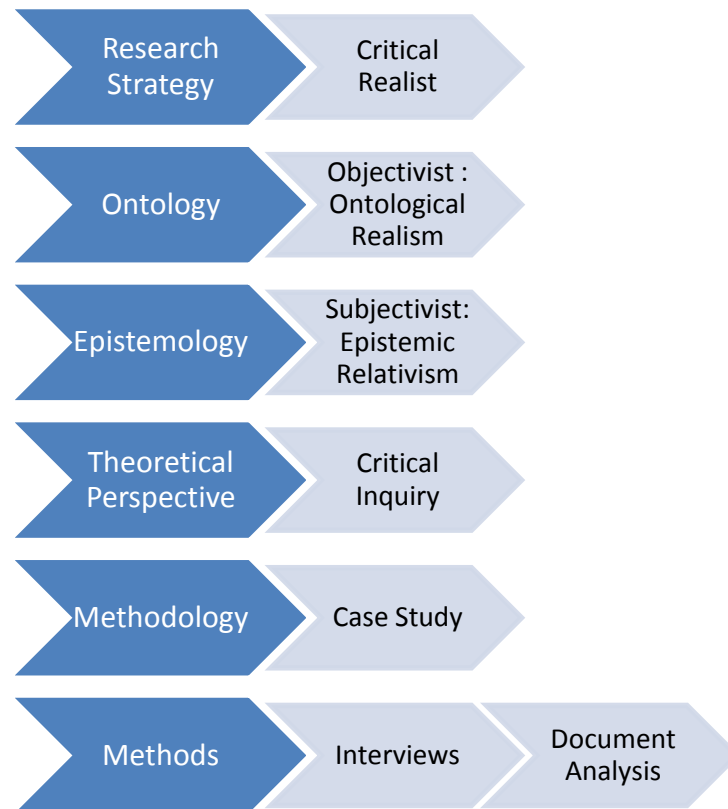 Research
Strategy
Critical
Realist
Ontology
Objectivist :
Ontological
Realism
Epistemology
Subjectivist:
Epistemic
Relativism
Theoretical
Perspective
Critical
Inquiry
Methodology
Case Study
Methods
Interviews
Document
Analysis